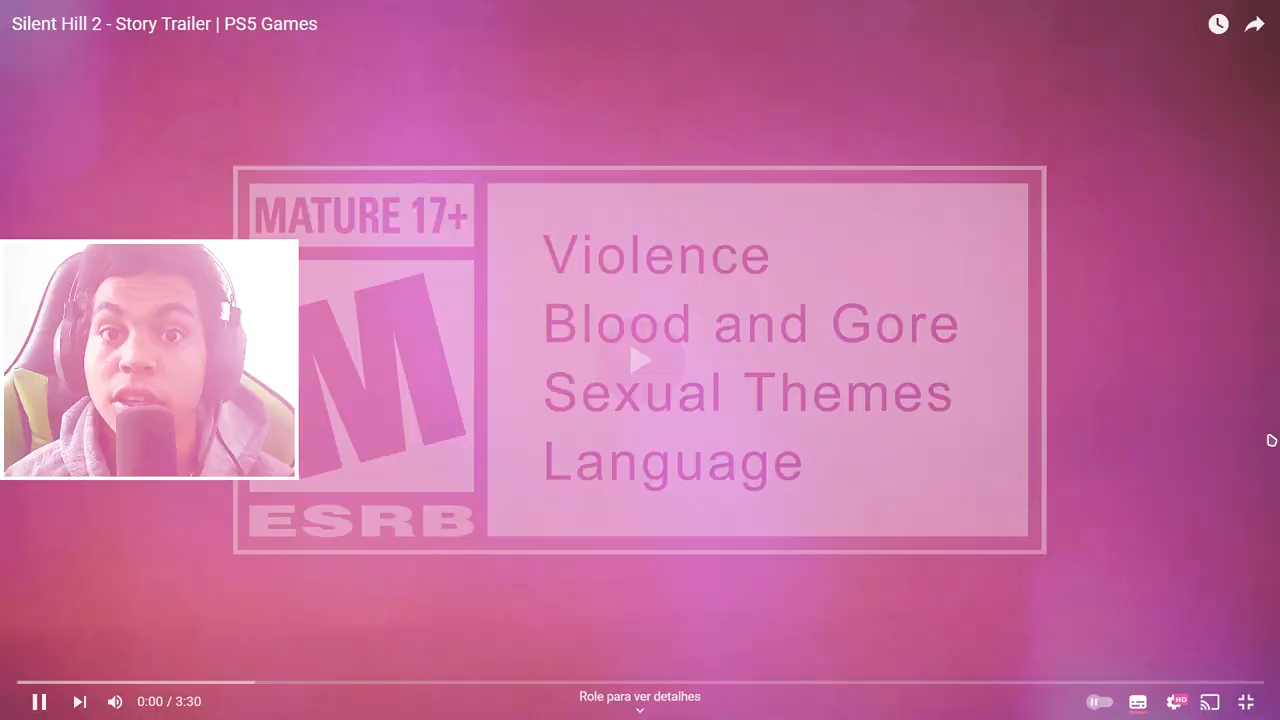 Silent Hill 2 - Story Trailer | PS5 Games
MATURE 17+
M
ESRB
Violence
Blood and Gore
Sexual Themes
Language
0:00 / 3:30
Role para ver detalhes
HD